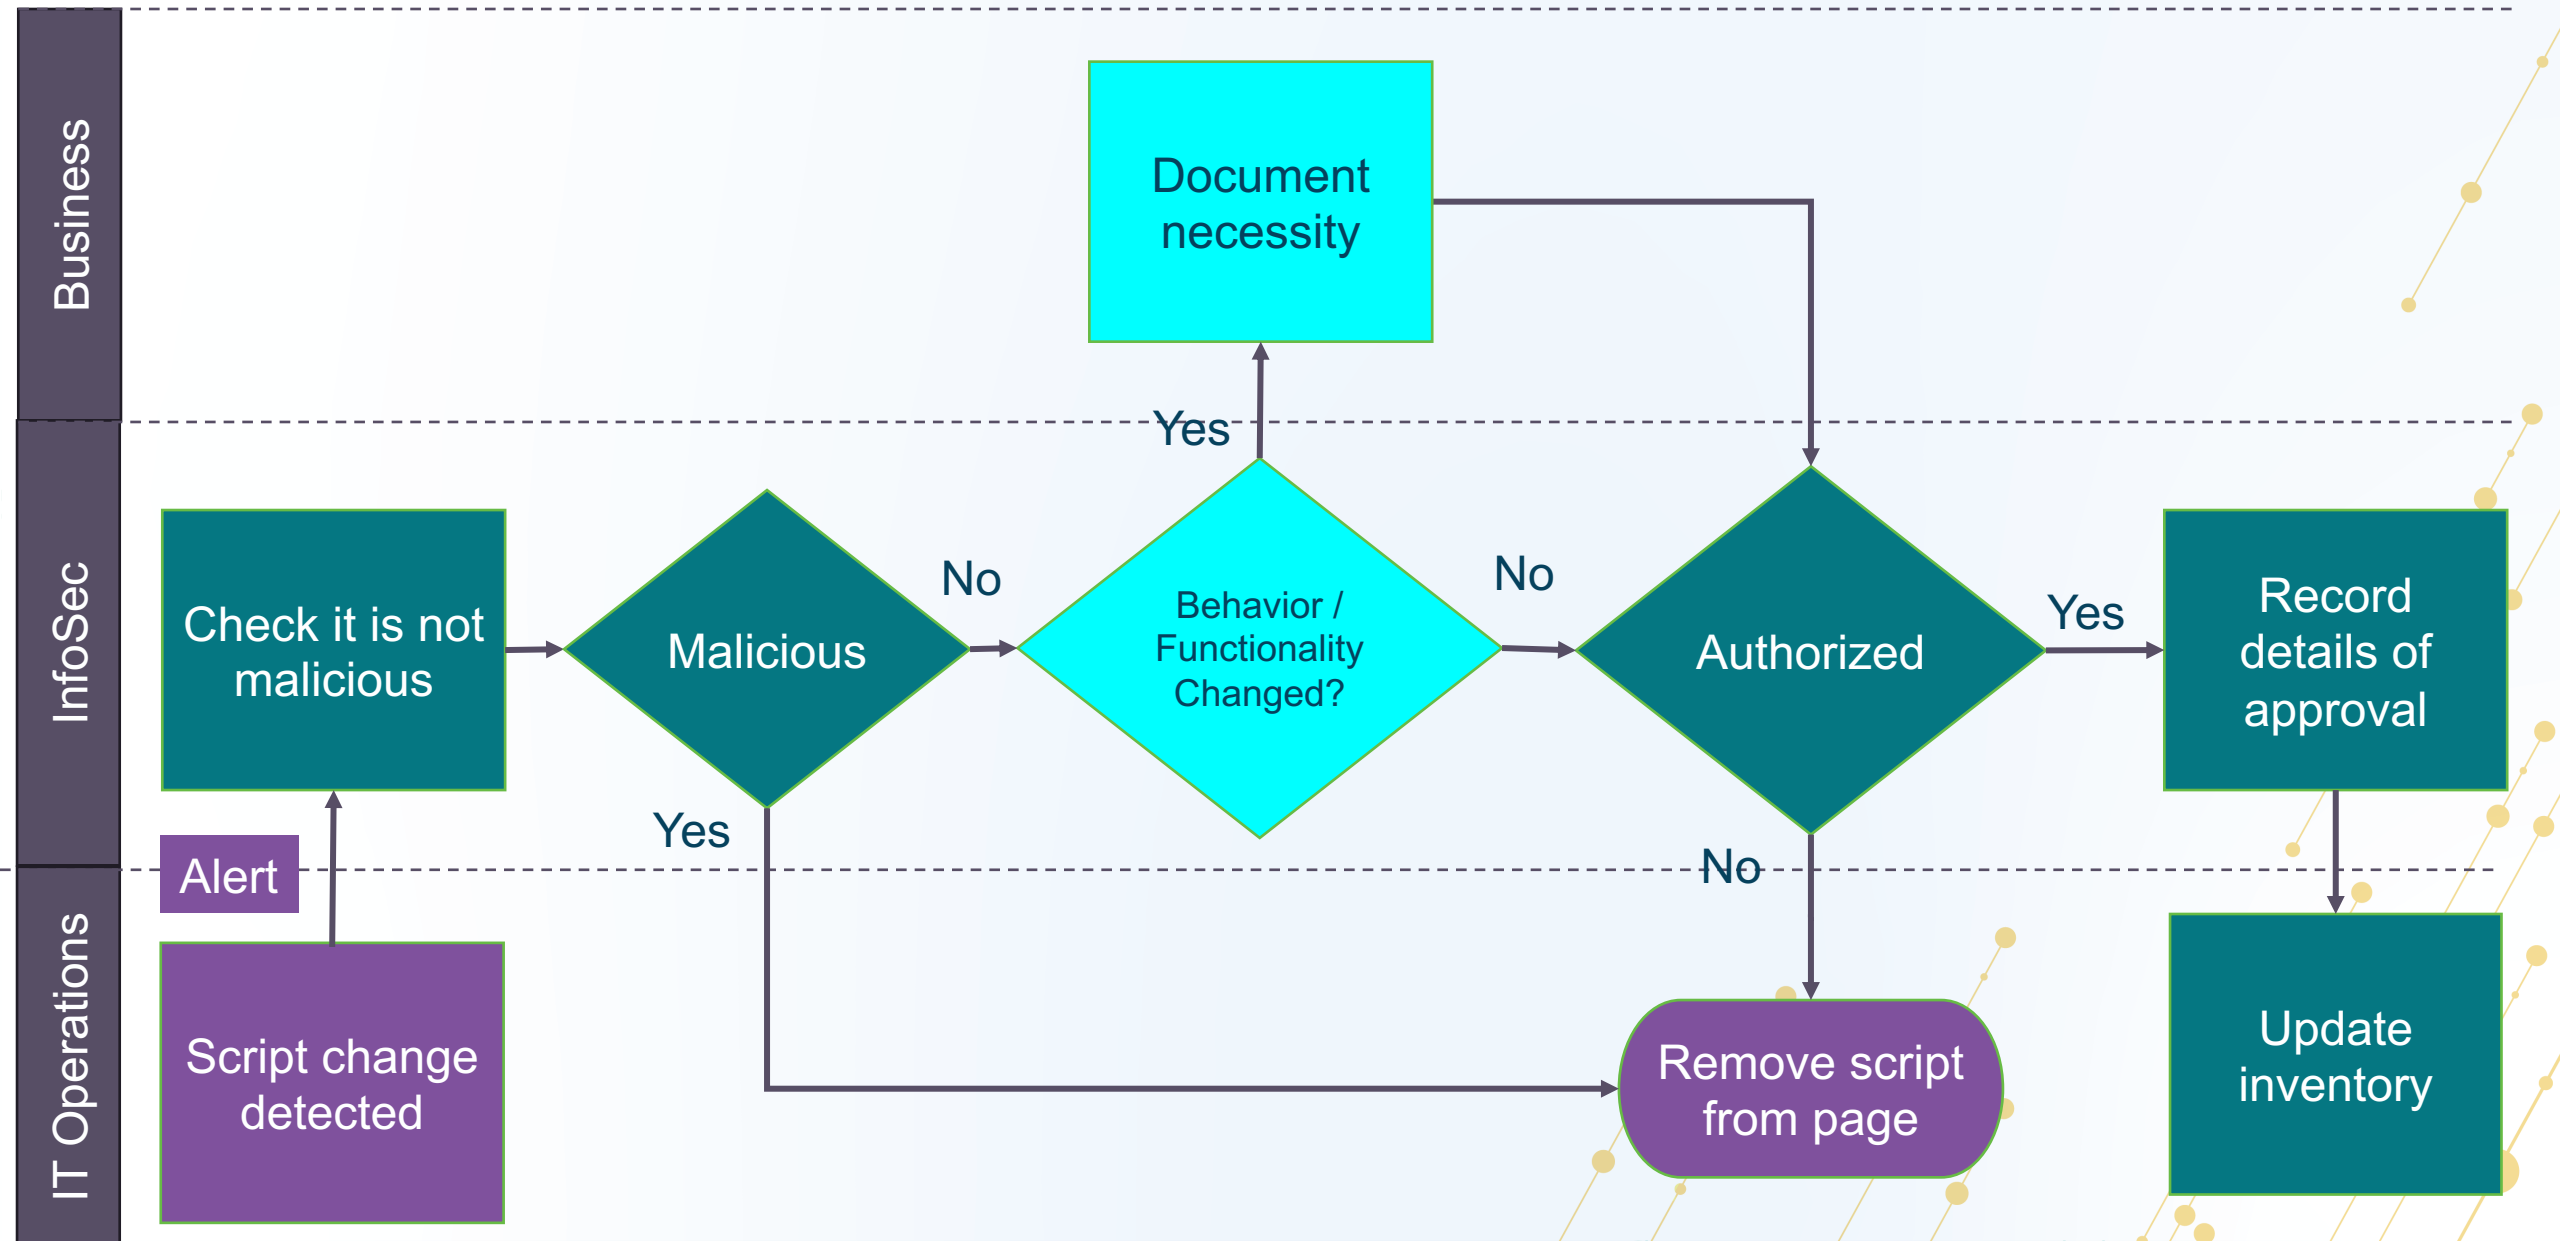 Business
Document
necessity
Yes
InfoSec
Check it is not
malicious
Malicious
No
Behavior /
Functionality
Changed?
No
Authorized
Yes
Record
details of
approval
Yes
No
Alert
IT Operations
Script change
detected
Remove script
from page
Update
inventory